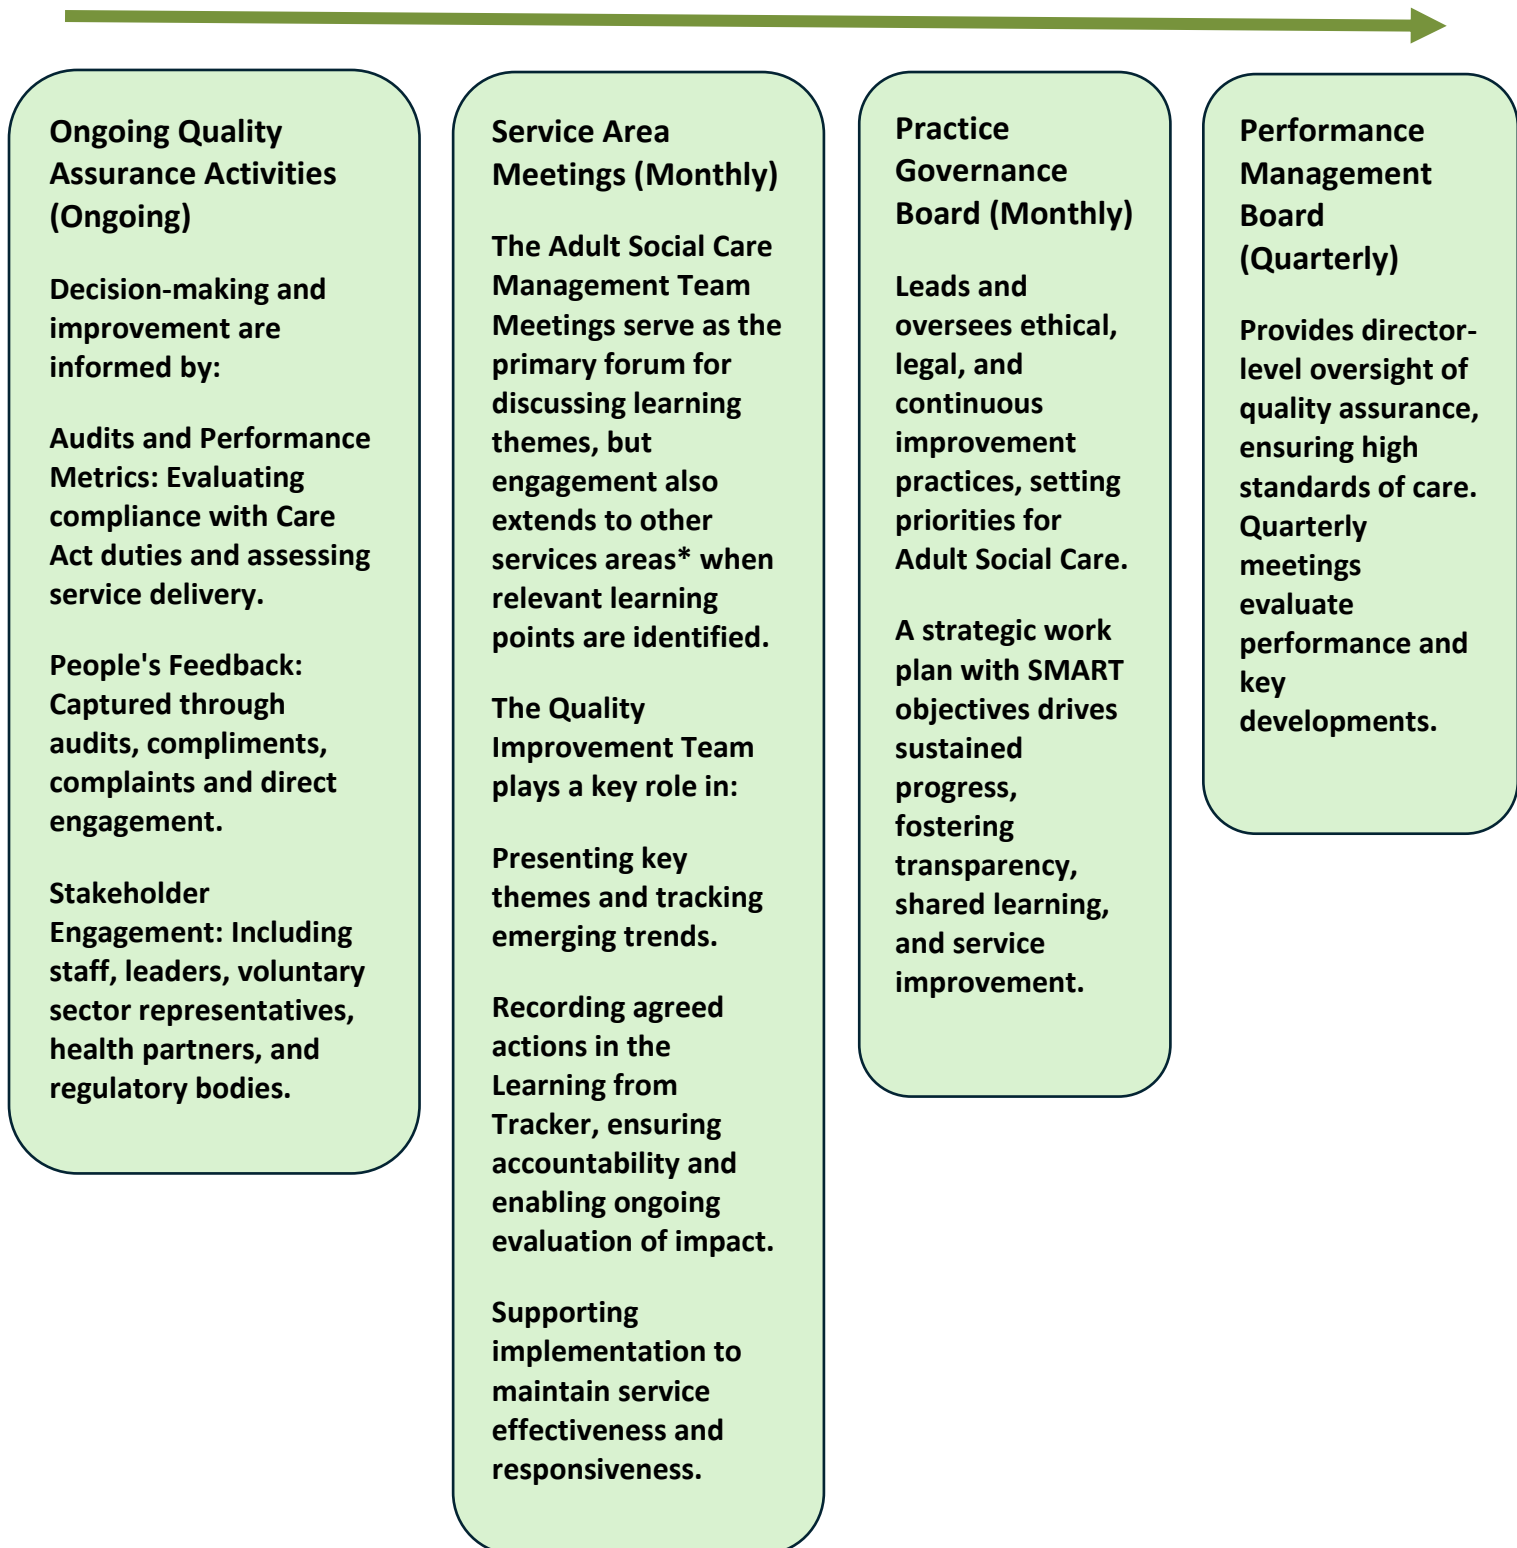 Ongoing Quality
Assurance Activities
(Ongoing)
Decision-making and
improvement are
informed by:
Audits and Performance
Metrics: Evaluating
compliance with Care
Act duties and assessing
service delivery.
People's Feedback:
Captured through
audits, compliments,
complaints and direct
engagement.
Stakeholder
Engagement: Including
staff, leaders, voluntary
sector representatives,
health partners, and
regulatory bodies.
Service Area
Meetings (Monthly)
The Adult Social Care
Management Team
Meetings serve as the
primary forum for
discussing learning
themes, but
engagement also
extends to other
services areas* when
relevant learning
points are identified.
The Quality
Improvement Team
plays a key role in:
Presenting key
themes and tracking
emerging trends.
Recording agreed
actions in the
Learning from
Tracker, ensuring
accountability and
enabling ongoing
evaluation of impact.
Supporting
implementation to
maintain service
effectiveness and
responsiveness.
Practice
Governance
Board (Monthly)
Leads and
oversees ethical,
legal, and
continuous
improvement
practices, setting
priorities for
Adult Social Care.
A strategic work
plan with SMART
objectives drives
sustained
progress,
fostering
transparency,
shared learning,
and service
improvement.
Performance
Management
Board
(Quarterly)
Provides director-
level oversight of
quality assurance,
ensuring high
standards of care.
Quarterly
meetings
evaluate
performance and
key
developments.